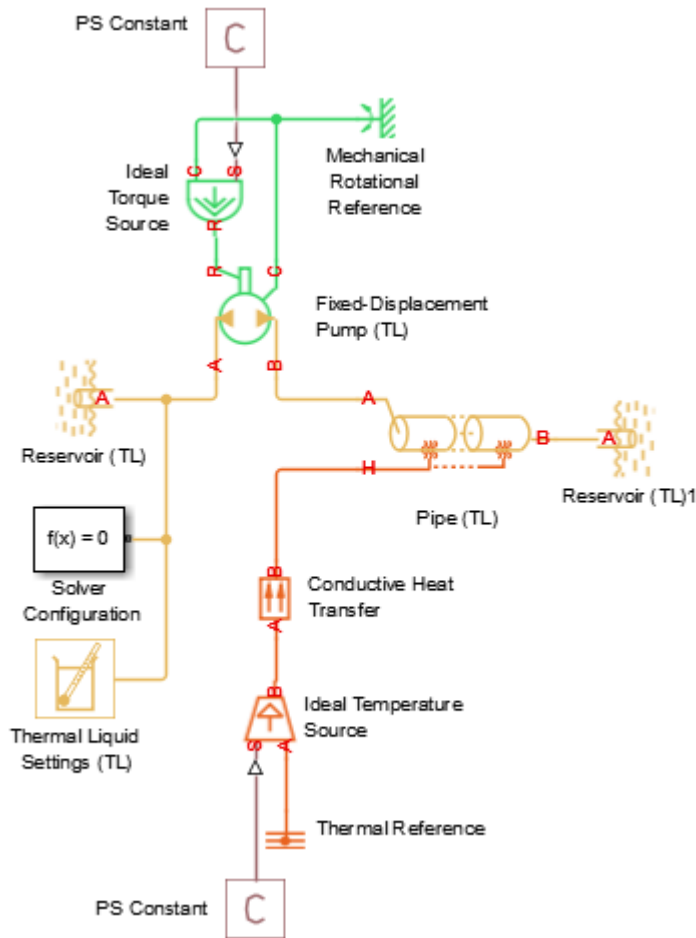 PS Constant
C
C
S
Ideal
Torque
Source
Mechanical
Rotational
Reference
R
R
C
Fixed-Displacement
Pump (TL)
A
B
A
A
B
A
Reservoir (TL)
Reservoir (TL)1
H
Pipe (TL)
f(x) = 0
Solver
Configuration
B
Conductive Heat
Transfer
A
Thermal Liquid
Settings (TL)
B
Ideal Temperature
Source
S
A
Thermal Reference
PS Constant
C